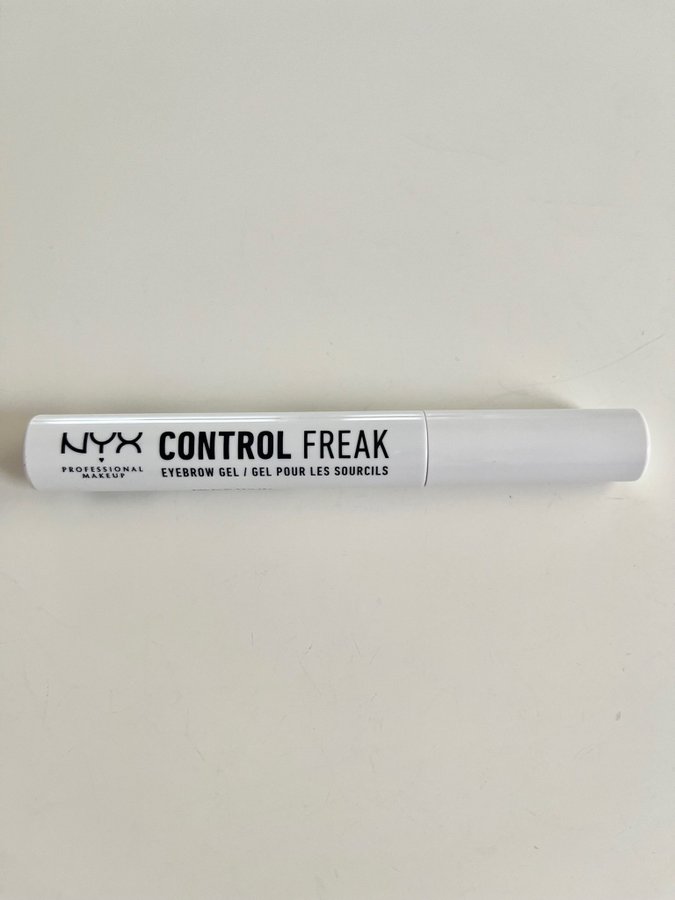 NYX
PROFESSIONAL
MAKEUP
CONTROL FREAK
EYEBROW GEL / GEL POUR LES SOURCILS